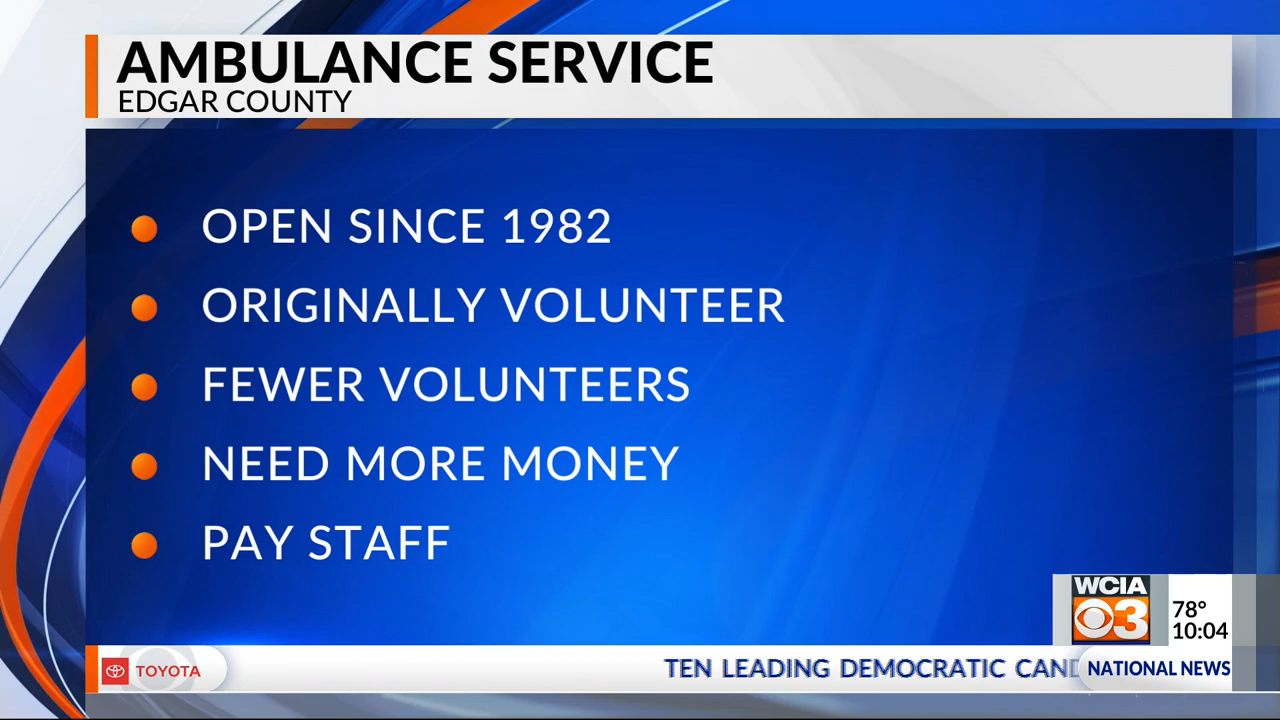 AMBULANCE SERVICE
EDGAR COUNTY
OPEN SINCE 1982
ORIGINALLY VOLUNTEER
FEWER VOLUNTEERS
NEED MORE MONEY
PAY STAFF
WCIA
3
78°
10:04
TOYOTA
TEN LEADING DEMOCRATIC CAND
NATIONAL NEWS